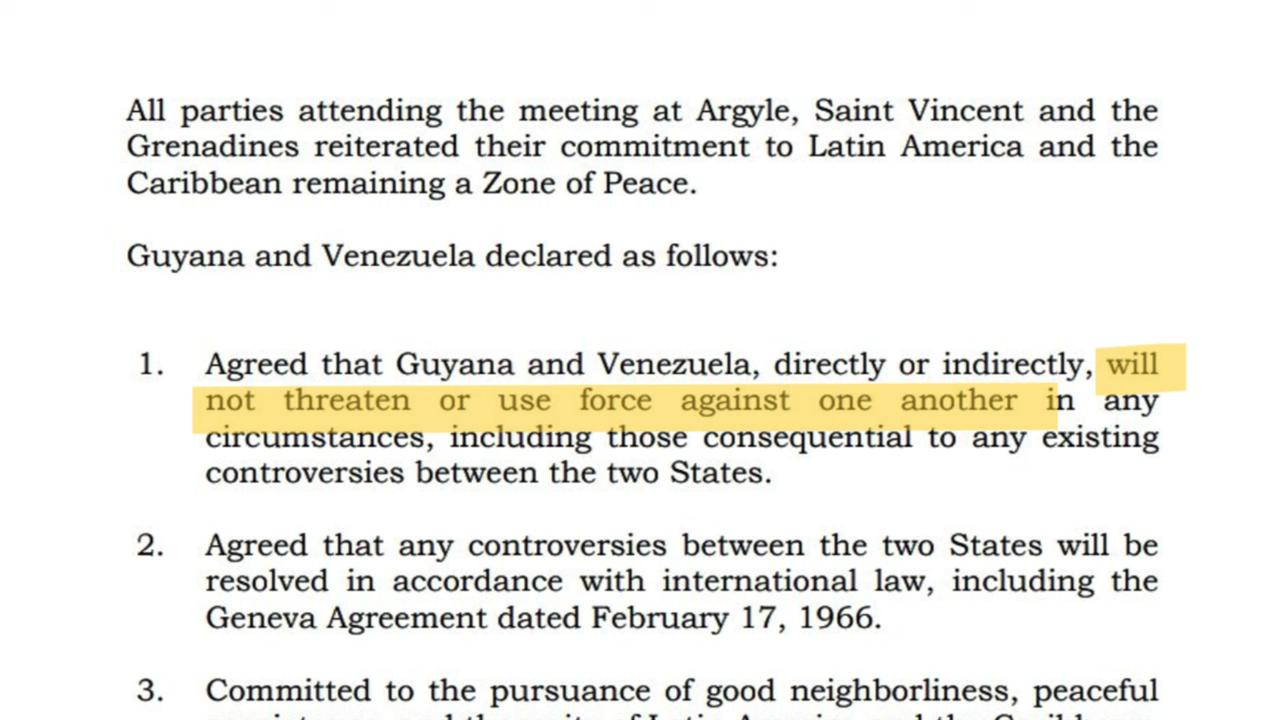 All parties attending the meeting at Argyle, Saint Vincent and the
Grenadines reiterated their commitment to Latin America and the
Caribbean remaining a Zone of Peace.
Guyana and Venezuela declared as follows:
1. Agreed that Guyana and Venezuela, directly or indirectly, will
not threaten or use force against one another in any
circumstances, including those consequential to any existing
controversies between the two States.
2. Agreed that any controversies between the two States will be
resolved in accordance with international law, including the
Geneva Agreement dated February 17, 1966.
3. Committed to the pursuance of good neighborliness, peaceful